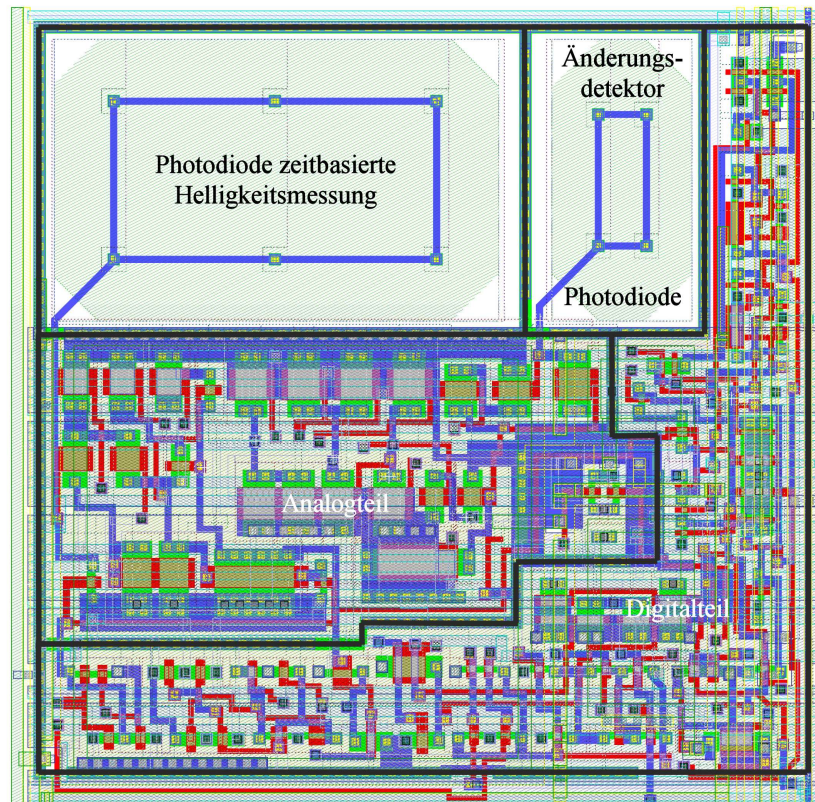 Änderungs-
detektor
Photodiode zeitbasierte
Helligkeitsmessung
Photodiode
Analogteil
Digitalteil